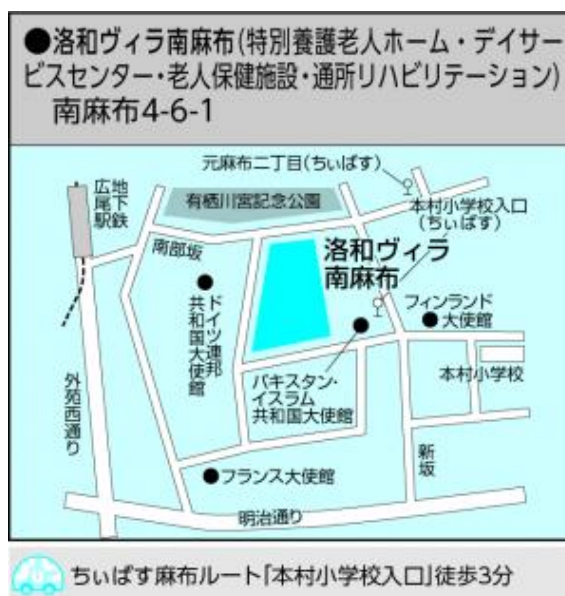 ●洛和ヴィラ南麻布(特別養護老人ホーム・デイサー
ビスセンター・老人保健施設・通所リハビリテーション)
南麻布4-6-1
元麻布二丁目(ちぃばす)
地下鉄
広尾駅
有栖川宮記念公園
本村小学校入口
(ちぃばす)
南部坂
洛和ヴィラ
南麻布
ドイツ連邦
共和国大使館
フィンランド
大使館
パキスタン・
イスラム
共和国大使館
本村小学校
外苑西通り
新坂
フランス大使館
明治通り
ちぃばす麻布ルート「本村小学校入口」徒歩3分